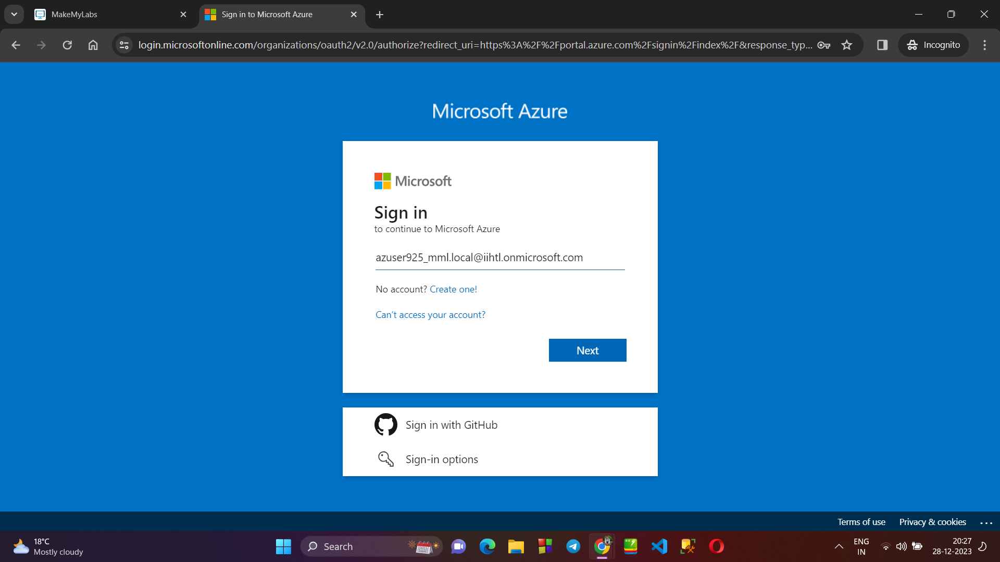 MakeMyLabs
Sign in to Microsoft Azure
login.microsoftonline.com/organizations/oauth2/v2.0/authorize?redirect_uri=https%3A%2F%2Fportal.azure.com%2Fsignin%2Findex%2F&response_typ...
Incognito
Microsoft Azure
Microsoft
Sign in
to continue to Microsoft Azure
azuser925_mml.local@iihtl.onmicrosoft.com
No account? Create one!
Can't access your account?
Next
Sign in with GitHub
Sign-in options
Terms of use
Privacy & cookies
...
18°C
Mostly cloudy
Search
ENG
IN
20:27
28-12-2023